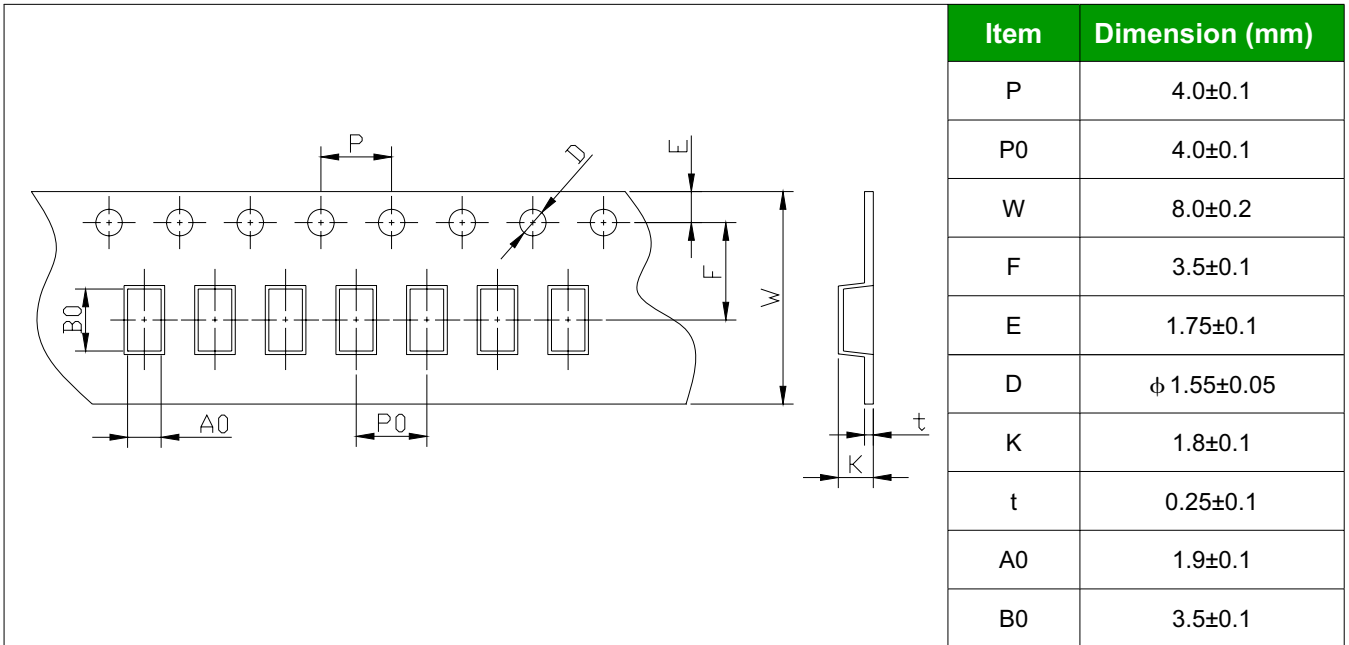 P
D
E
F
W
B0
A0
P0
t
K
Item Dimension (mm)
P 4.0±0.1
P0 4.0±0.1
W 8.0±0.2
F 3.5±0.1
E 1.75±0.1
D ϕ 1.55±0.05
K 1.8±0.1
t 0.25±0.1
A0 1.9±0.1
B0 3.5±0.1